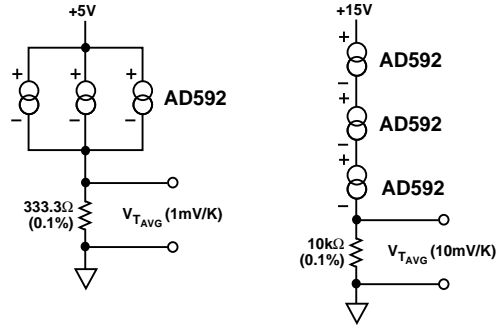 +5V
+
+
+
–
–
–
AD592
333.3Ω
(0.1%)
VTAVG (1mV/K)
+15V
+
AD592
–
+
AD592
–
+
AD592
–
10kΩ
(0.1%)
VTAVG (10mV/K)